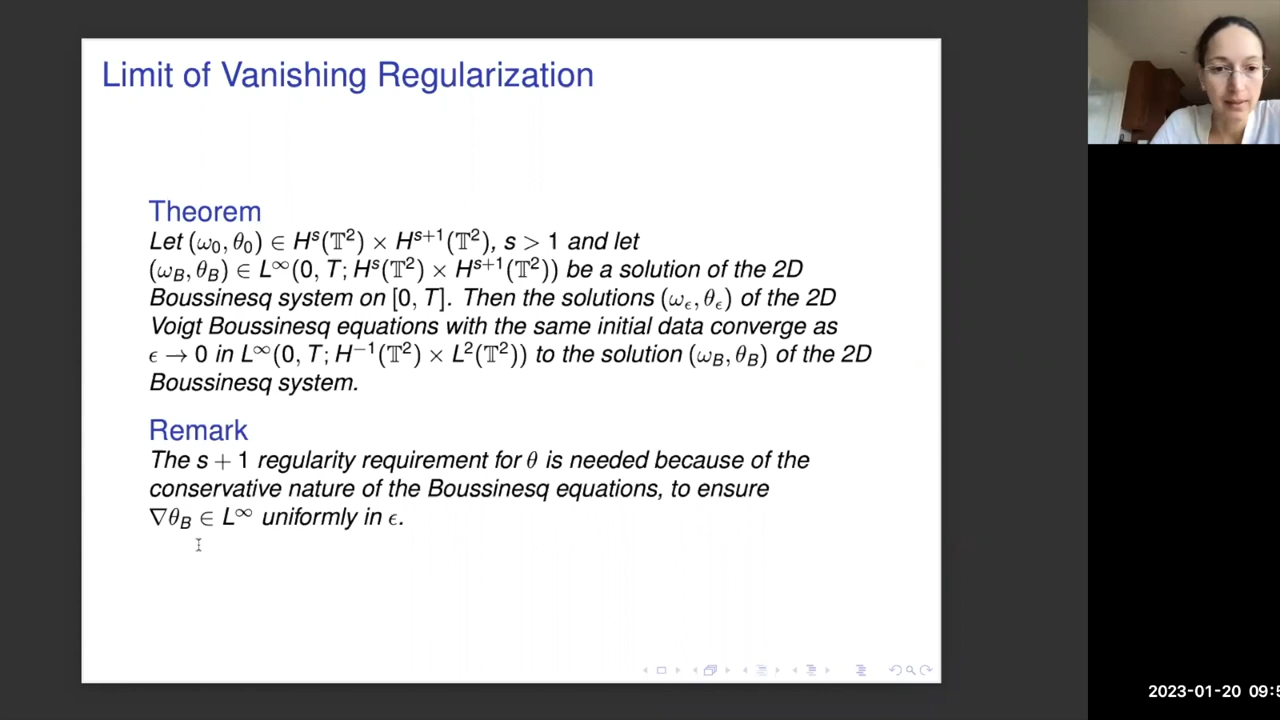 Limit of Vanishing Regularization
Theorem
Let (ω₀, θ₀) ∈ Hˢ(𝕋²) × Hˢ⁺¹(𝕋²), s > 1 and let
(ω_B, θ_B) ∈ L^∞(0, T; Hˢ(𝕋²) × Hˢ⁺¹(𝕋²)) be a solution of the 2D
Boussinesq system on [0, T]. Then the solutions (ω_ϵ, θ_ϵ) of the 2D
Voigt Boussinesq equations with the same initial data converge as
ϵ → 0 in L^∞(0, T; H⁻¹(𝕋²) × L²(𝕋²)) to the solution (ω_B, θ_B) of the 2D
Boussinesq system.
Remark
The s + 1 regularity requirement for θ is needed because of the
conservative nature of the Boussinesq equations, to ensure
∇θ_B ∈ L^∞ uniformly in ϵ.
2023-01-20 09:5